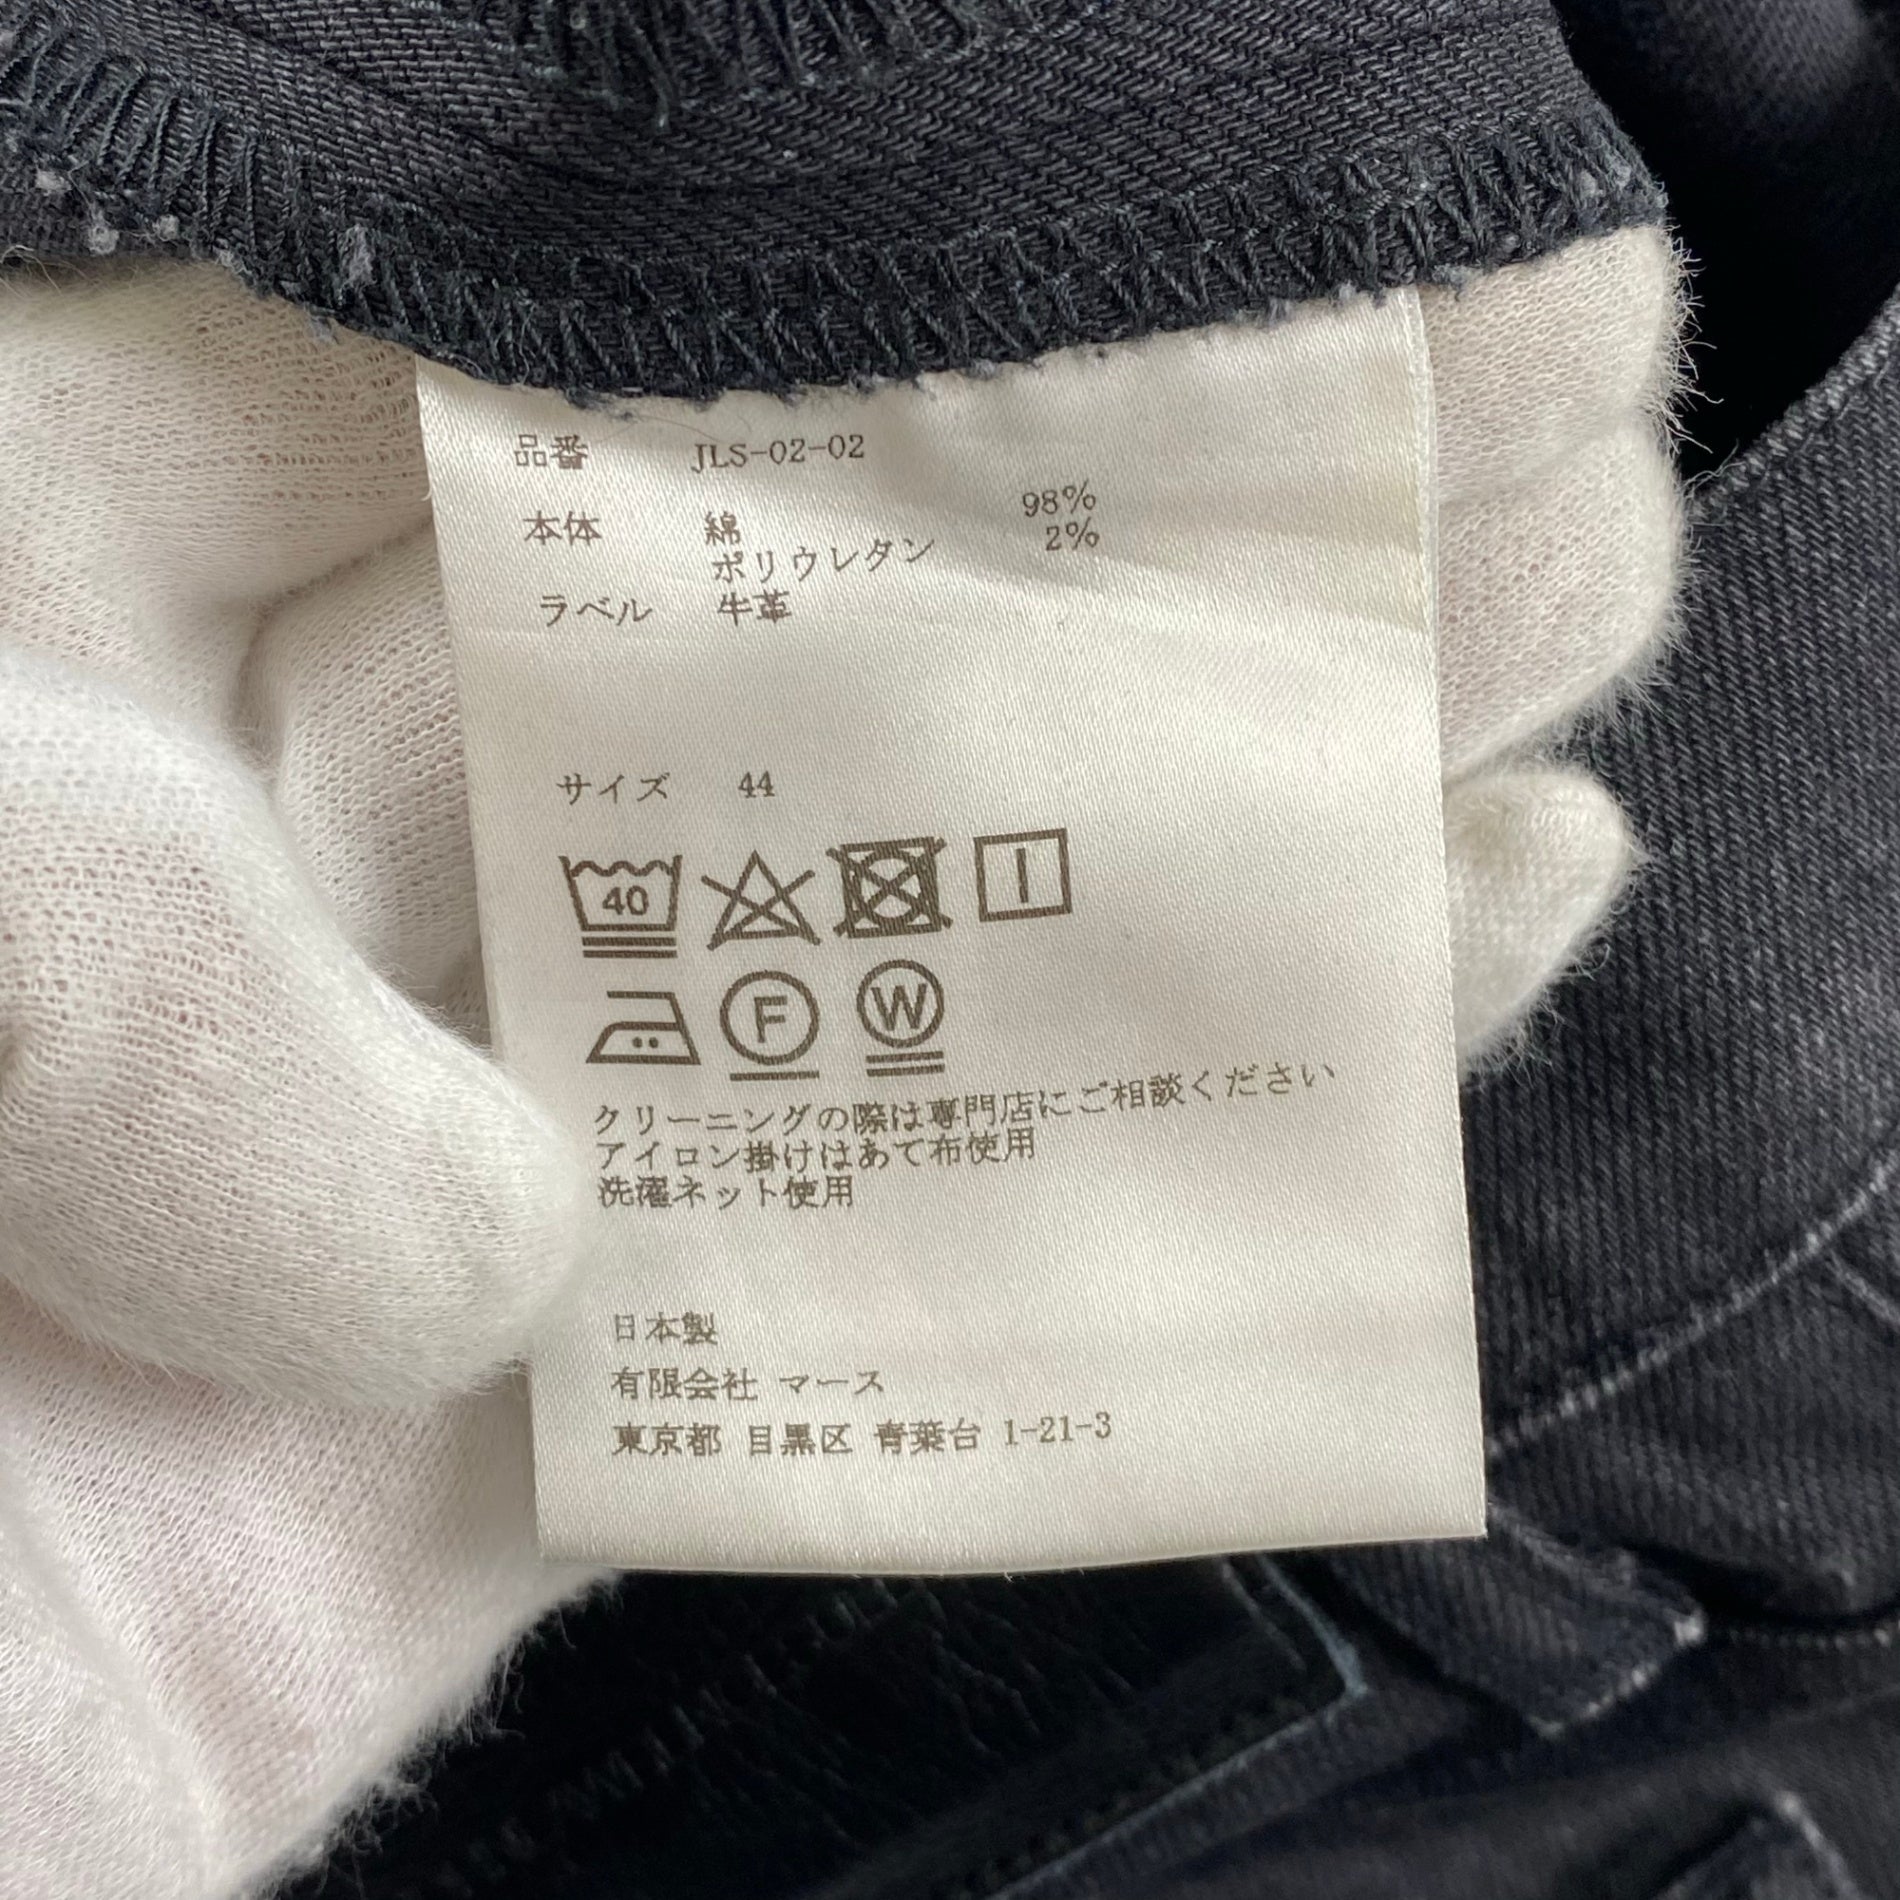 品番 JLS-02-02
本体 綿 98%
ポリウレタン 2%
ラベル 牛革
サイズ 44
40
F W
クリーニングの際は専門店にご相談ください
アイロン掛けはあて布使用
洗濯ネット使用
日本製
有限会社 マース
東京都 目黒区 青葉台 1-21-3